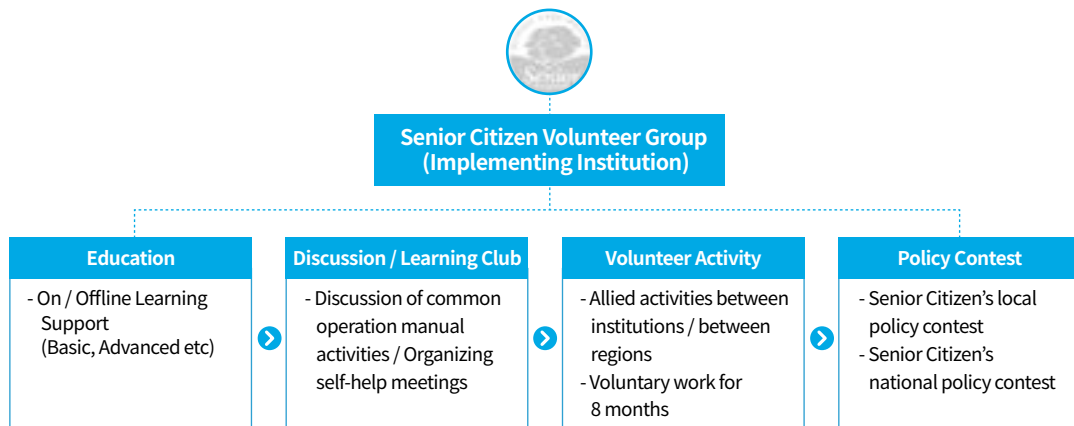 Senior
Senior Citizen Volunteer Group
(Implementing Institution)
Education
- On / Offline Learning
Support
(Basic, Advanced etc)
Discussion / Learning Club
- Discussion of common
operation manual
activities / Organizing
self-help meetings
Volunteer Activity
- Allied activities between
institutions / between
regions
- Voluntary work for
8 months
Policy Contest
- Senior Citizen's local
policy contest
- Senior Citizen's
national policy contest